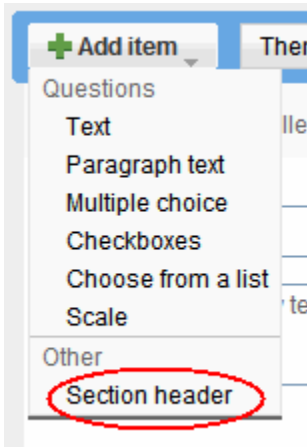 Add item
Questions
Text
Paragraph text
Multiple choice
Checkboxes
Choose from a list
Scale
Other
Section header